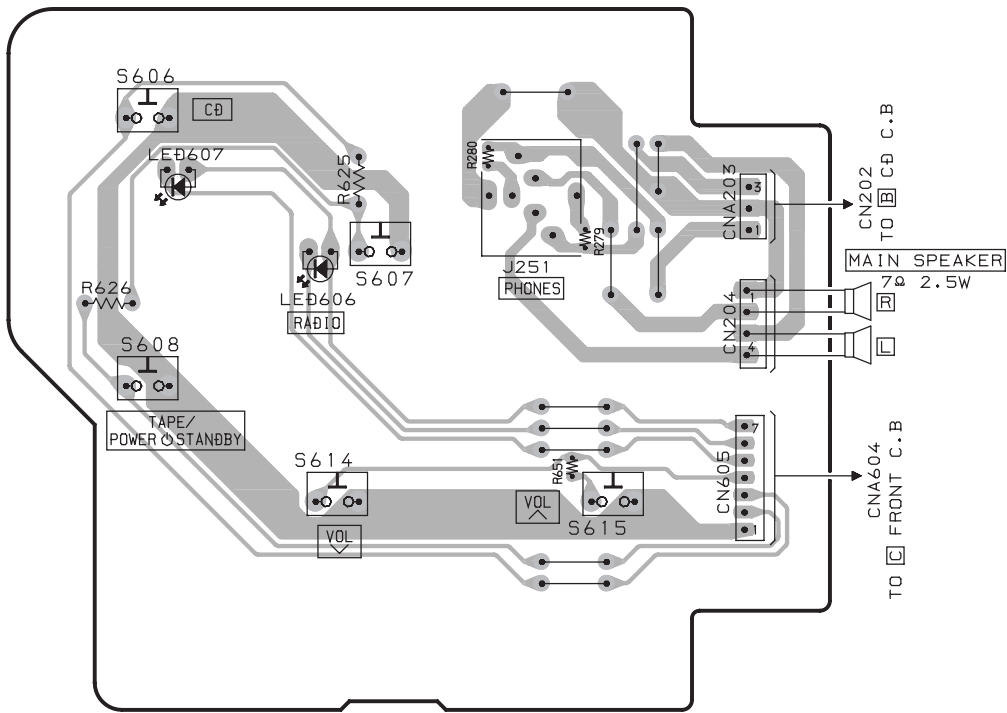 S606
CD
LED607
R625
S607
LED606
RADIO
R626
S608
TAPE/
POWER ⏻ STANDBY
S614
VOL
R651
VOL
S615
R280
R279
J251
PHONES
CNA203
3
1
CN202
TO B CD C.B
MAIN SPEAKER
7Ω 2.5W
CN204
1
4
R
L
CN605
7
1
CNA604
TO C FRONT C.B